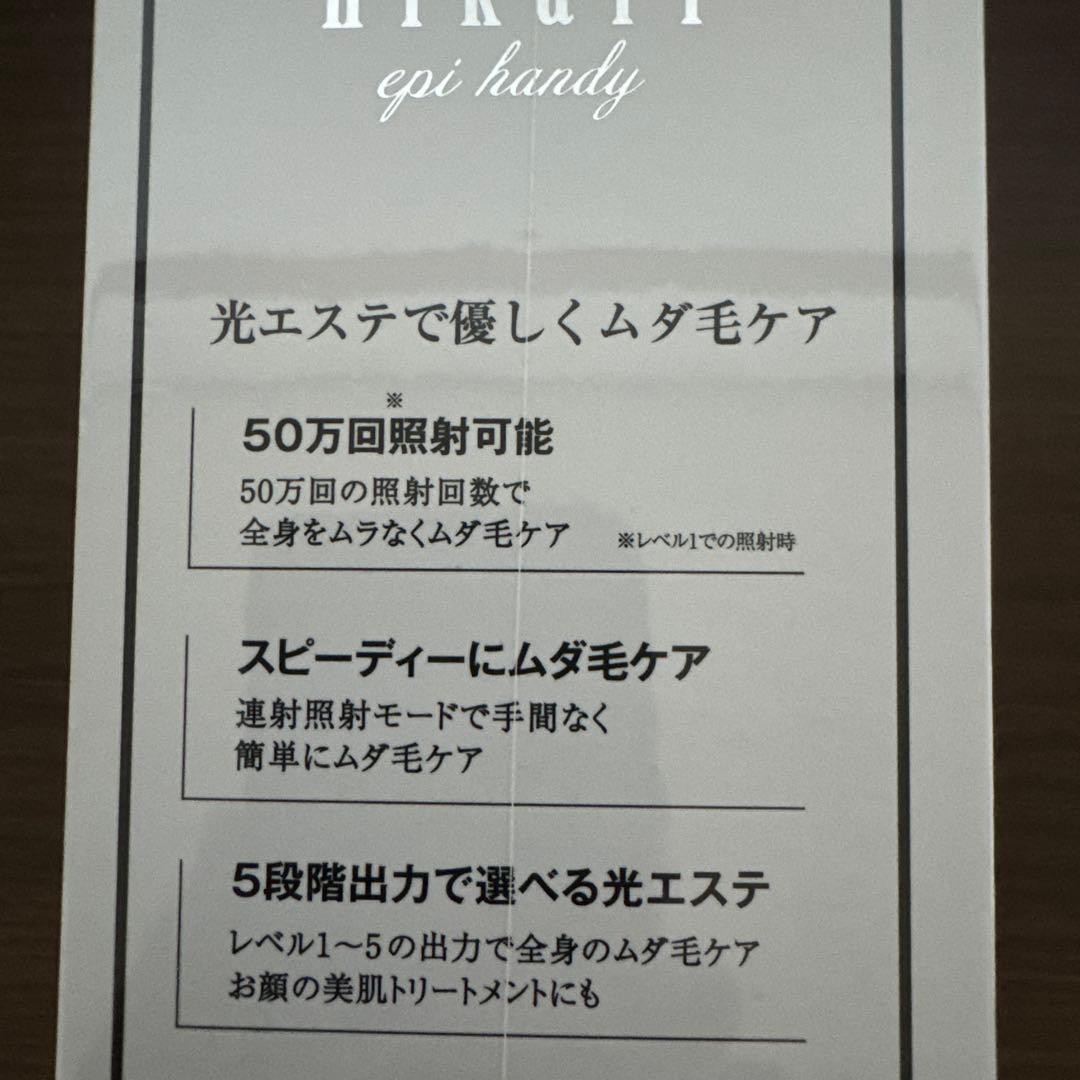 hikari
epi handy
光エステで優しくムダ毛ケア
※
50万回照射可能
50万回の照射回数で
全身をムラなくムダ毛ケア ※レベル1での照射時
スピーディーにムダ毛ケア
連射照射モードで手間なく
簡単にムダ毛ケア
5段階出力で選べる光エステ
レベル1～5の出力で全身のムダ毛ケア
お顔の美肌トリートメントにも